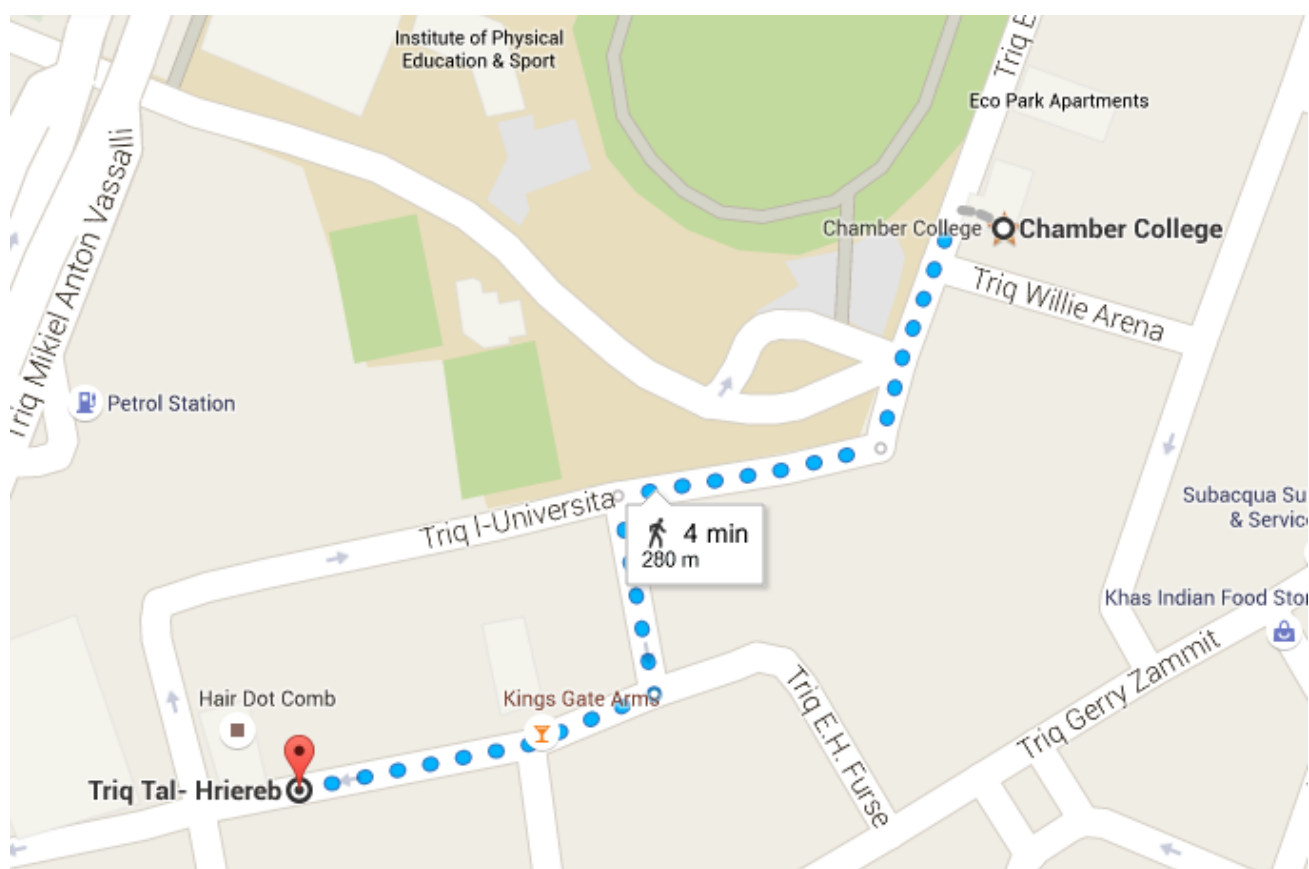 Institute of Physical
Education & Sport
Triq E
Eco Park Apartments
Triq Mikiel Anton Vassalli
Chamber College
Chamber College
Triq Willie Arena
Petrol Station
Triq I-Universita
4 min
280 m
Subacqua Su
& Service
Khas Indian Food Stor
Hair Dot Comb
Kings Gate Arms
Triq E.H. Furse
Triq Gerry Zammit
Triq Tal- Hriereb